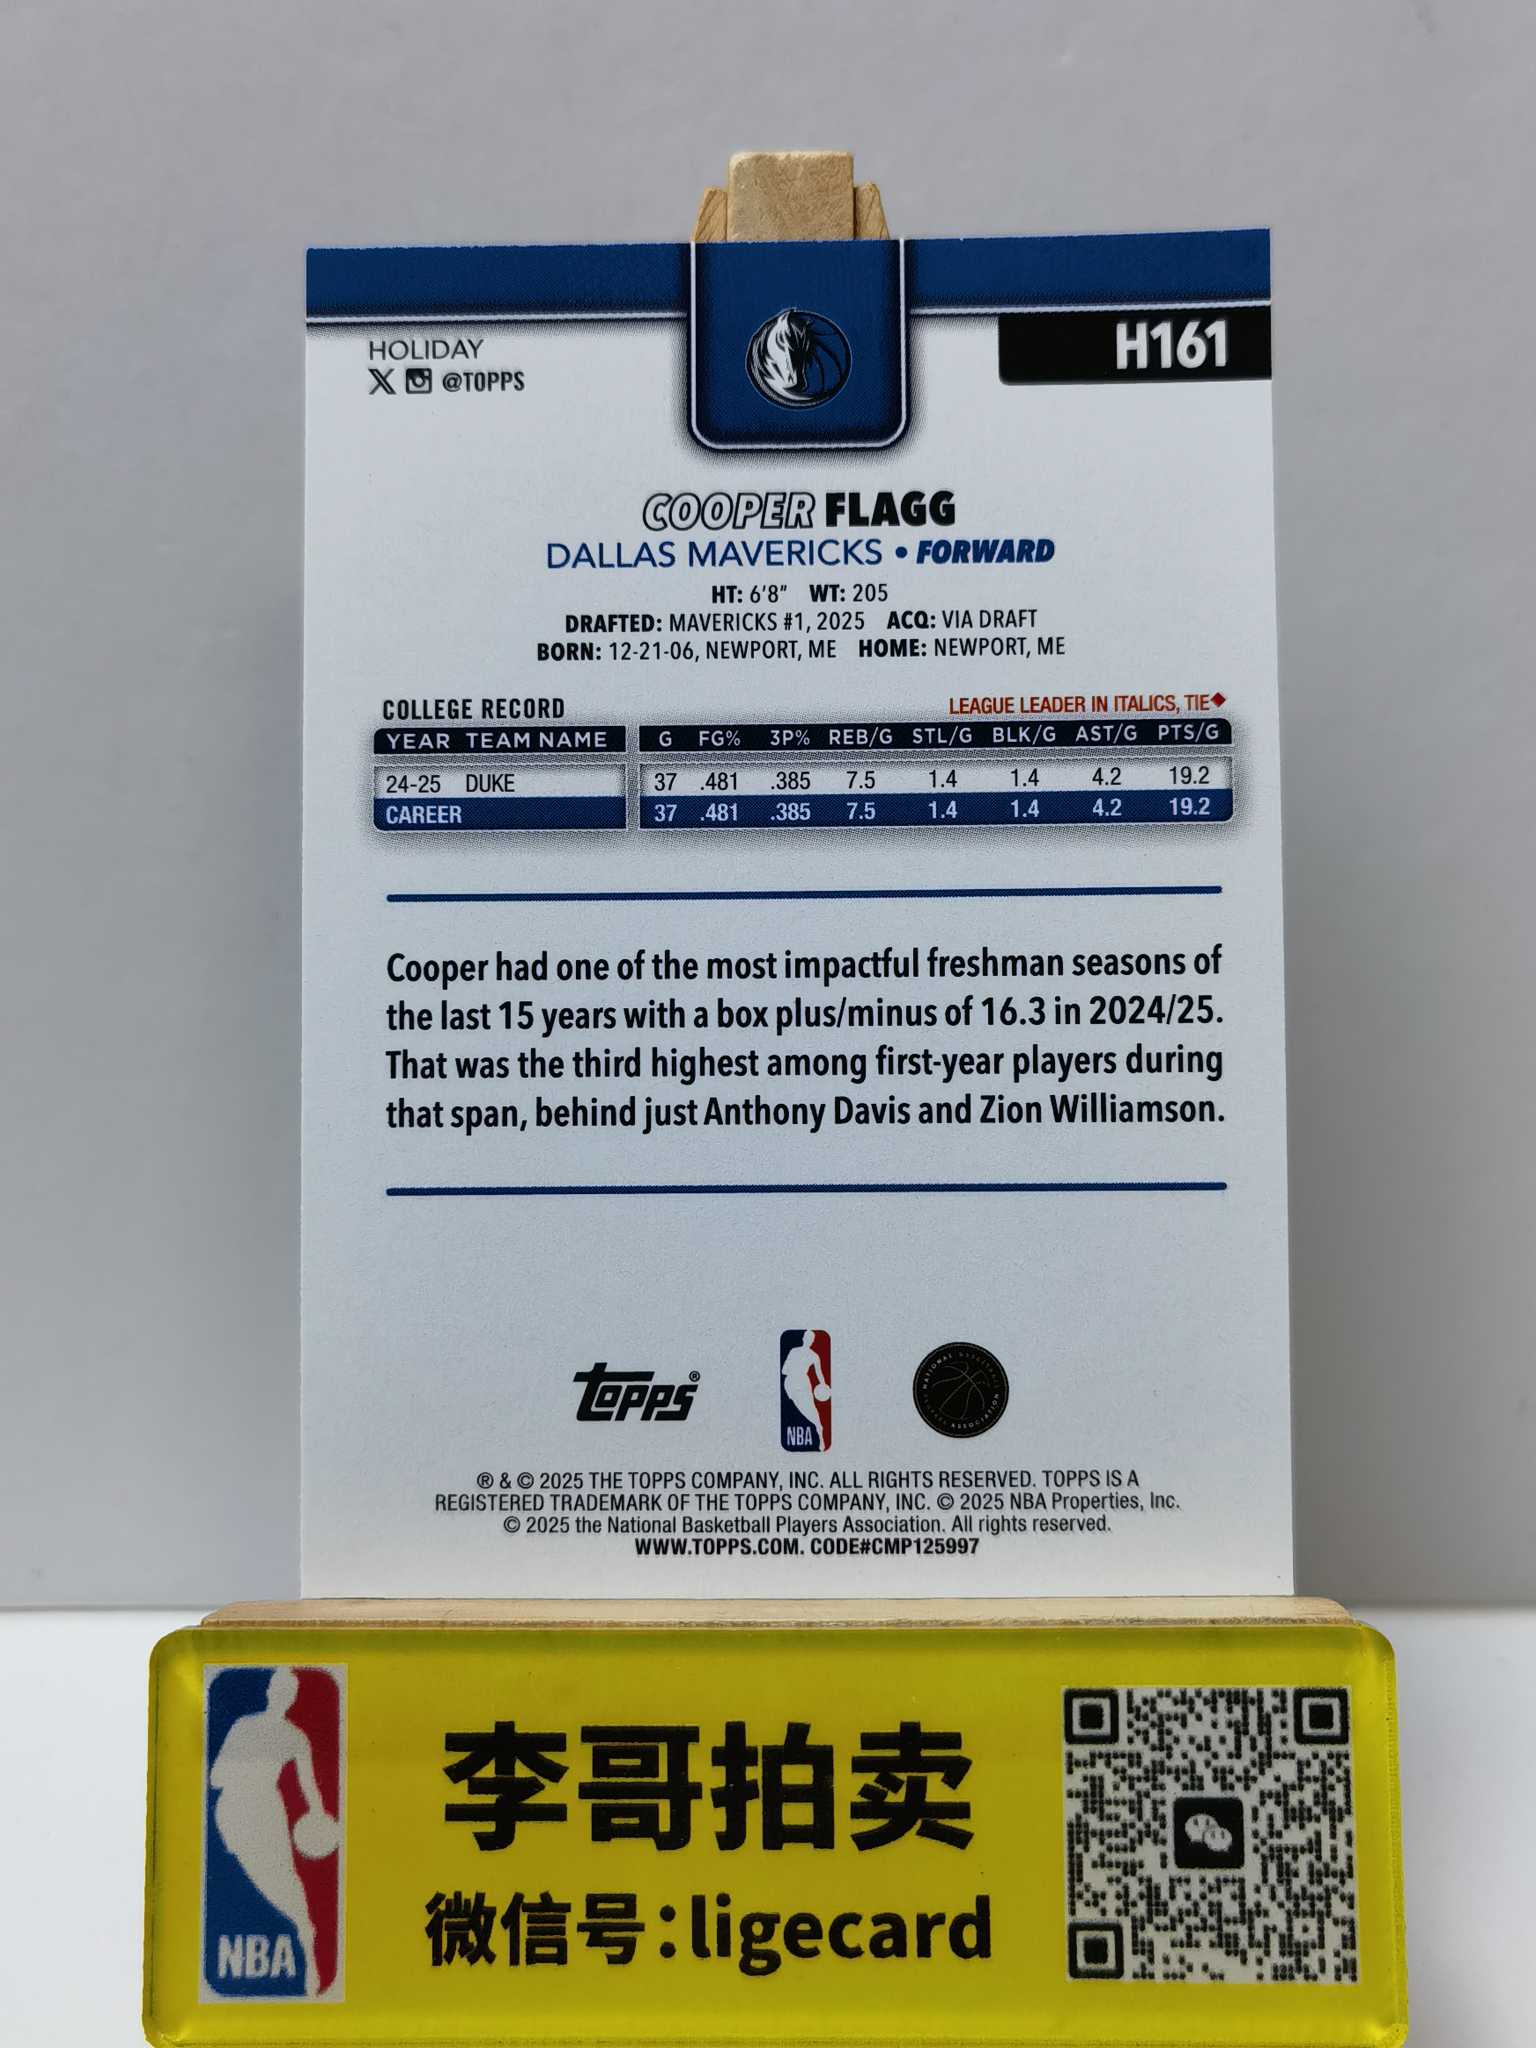 H161
HOLIDAY
@TOPPS
COOPER FLAGG
DALLAS MAVERICKS • FORWARD
HT: 6'8" WT: 205
DRAFTED: MAVERICKS #1, 2025 ACQ: VIA DRAFT
BORN: 12-21-06, NEWPORT, ME HOME: NEWPORT, ME
COLLEGE RECORD LEAGUE LEADER IN ITALICS, TIE◆
YEAR TEAM NAME G FG% 3P% REB/G STL/G BLK/G AST/G PTS/G
24-25 DUKE 37 .481 .385 7.5 1.4 1.4 4.2 19.2
CAREER 37 .481 .385 7.5 1.4 1.4 4.2 19.2
Cooper had one of the most impactful freshman seasons of
the last 15 years with a box plus/minus of 16.3 in 2024/25.
That was the third highest among first-year players during
that span, behind just Anthony Davis and Zion Williamson.
topps®
NBA
NATIONAL BASKETBALL PLAYERS ASSOCIATION
® & © 2025 THE TOPPS COMPANY, INC. ALL RIGHTS RESERVED. TOPPS IS A
REGISTERED TRADEMARK OF THE TOPPS COMPANY, INC. © 2025 NBA Properties, Inc.
© 2025 the National Basketball Players Association. All rights reserved.
WWW.TOPPS.COM. CODE#CMP125997
李哥拍卖
微信号:ligecard
NBA